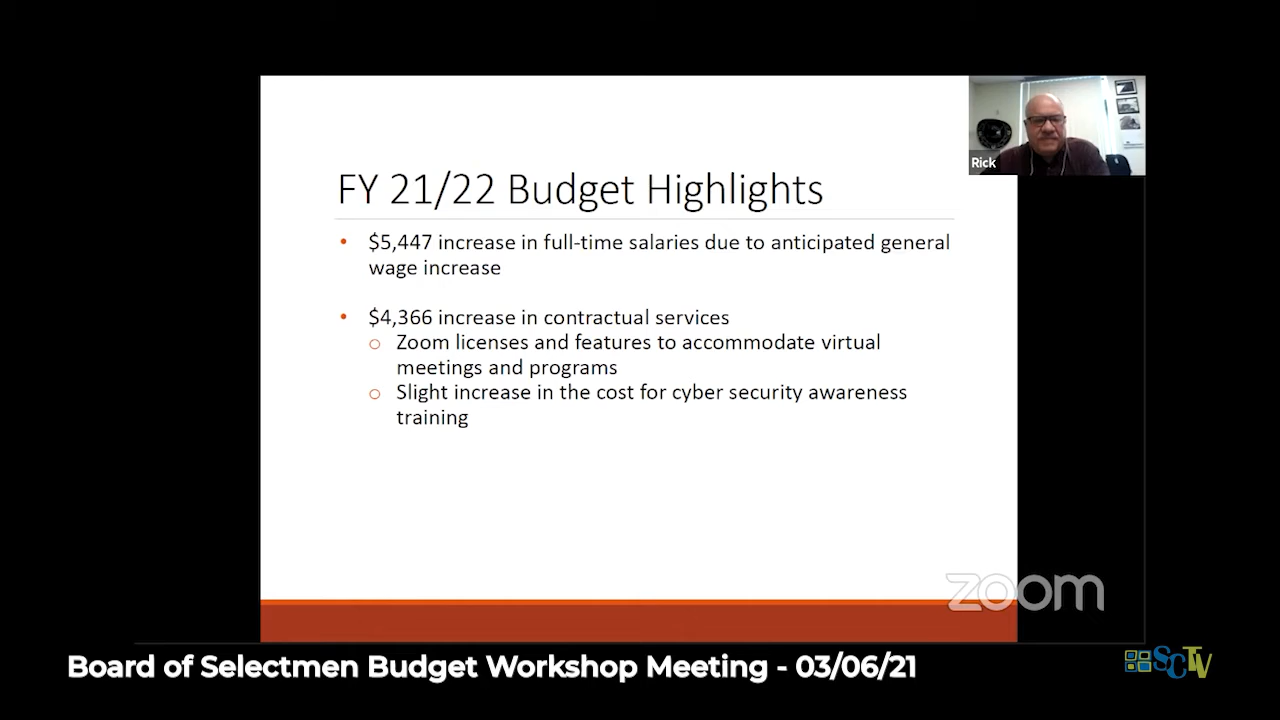 Rick
FY 21/22 Budget Highlights
• $5,447 increase in full-time salaries due to anticipated general
wage increase
• $4,366 increase in contractual services
o Zoom licenses and features to accommodate virtual
meetings and programs
o Slight increase in the cost for cyber security awareness
training
zoom
Board of Selectmen Budget Workshop Meeting - 03/06/21
SCTV